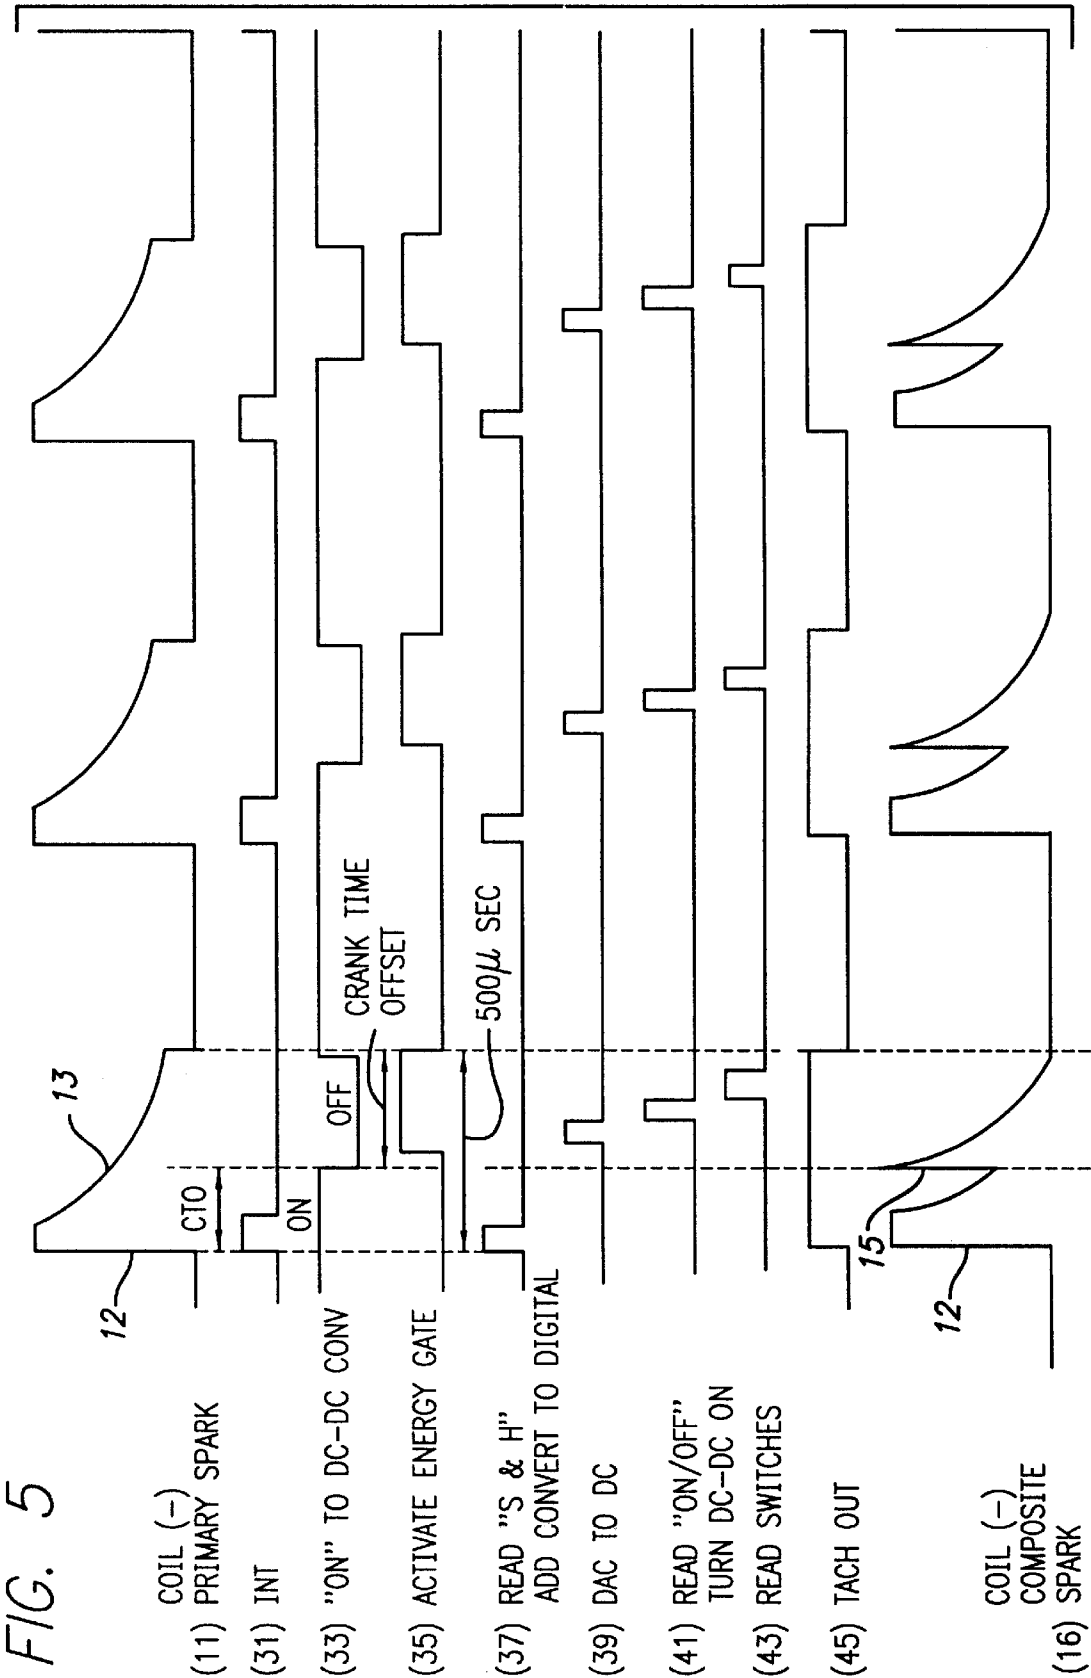 FIG. 5
COIL (-)
(11) PRIMARY SPARK
(31) INT
(33) "ON" TO DC-DC CONV
(35) ACTIVATE ENERGY GATE
(37) READ "S & H"
ADD CONVERT TO DIGITAL
(39) DAC TO DC
(41) READ "ON/OFF"
TURN DC-DC ON
(43) READ SWITCHES
(45) TACH OUT
COIL (-)
COMPOSITE
(16) SPARK
12
13
CTO
ON
OFF
CRANK TIME
OFFSET
500μ SEC
15
12